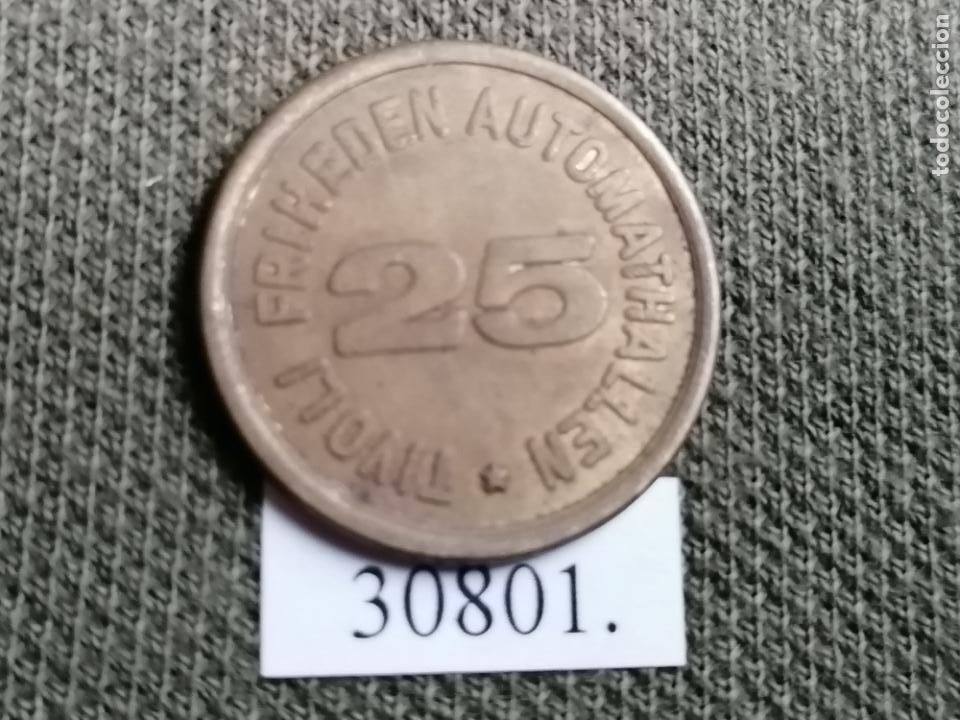 TIVOLI FRIHEDEN AUTOMATHALLEN *
25
30801.
todocoleccion